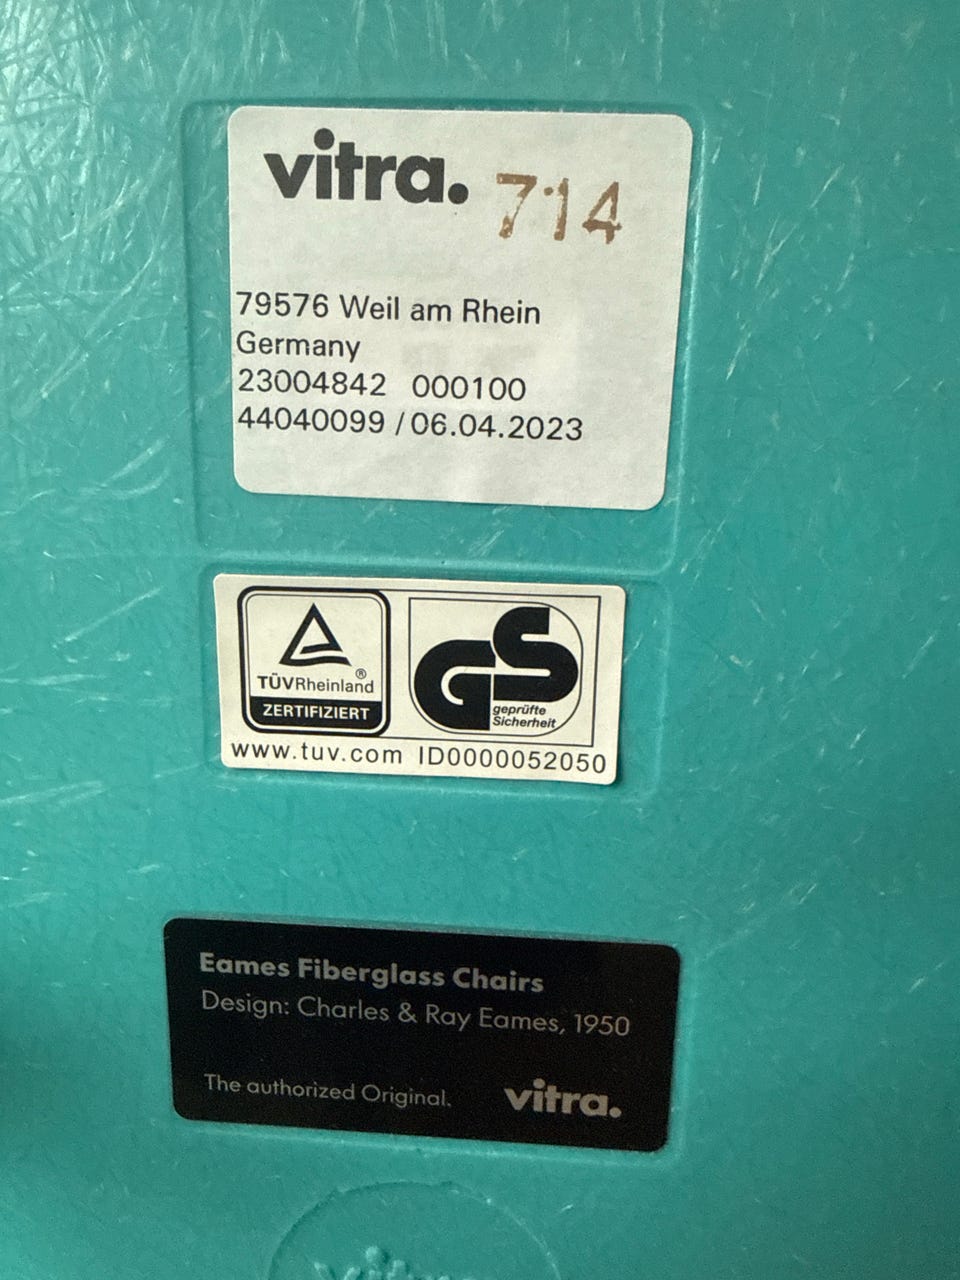 vitra. 714
79576 Weil am Rhein
Germany
23004842 000100
44040099 / 06.04.2023
TÜVRheinland®
ZERTIFIZIERT
GS
geprüfte
Sicherheit
www.tuv.com ID0000052050
Eames Fiberglass Chairs
Design: Charles & Ray Eames, 1950
The authorized Original. vitra.